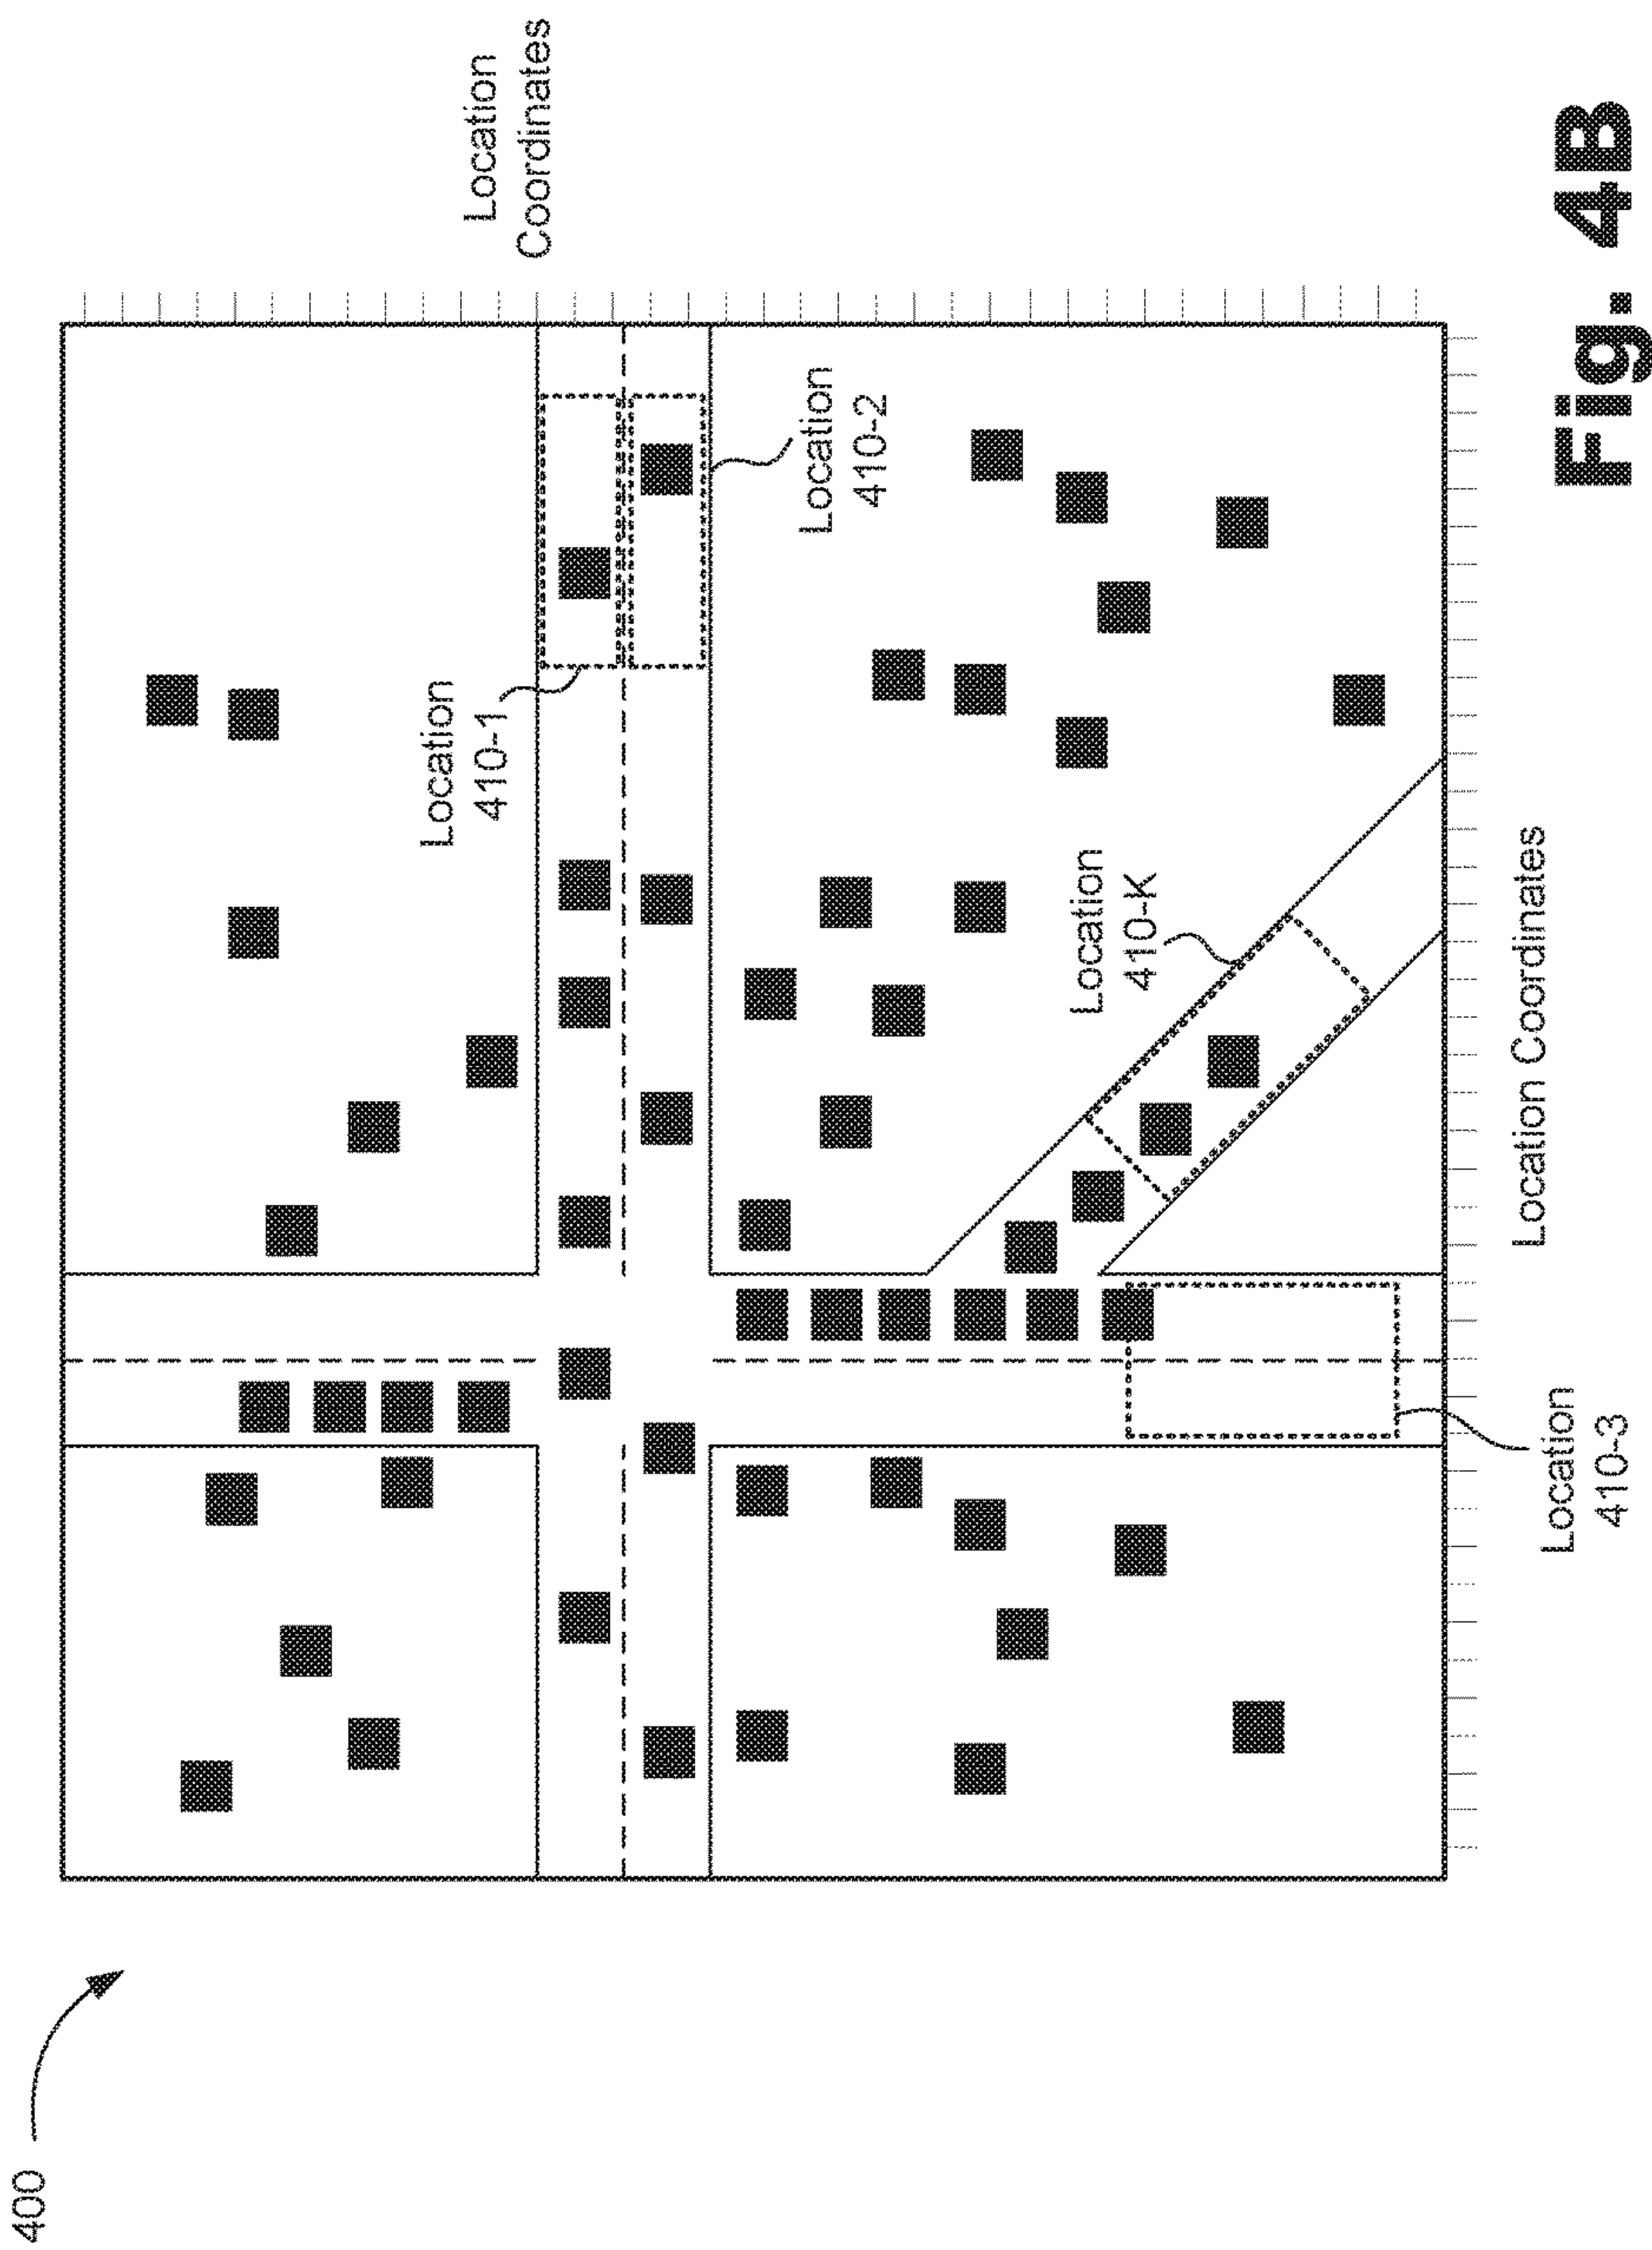 400
Location
Coordinates
Location
410-1
Location
410-2
Location
410-K
Location
410-3
Location Coordinates
Fig. 4B